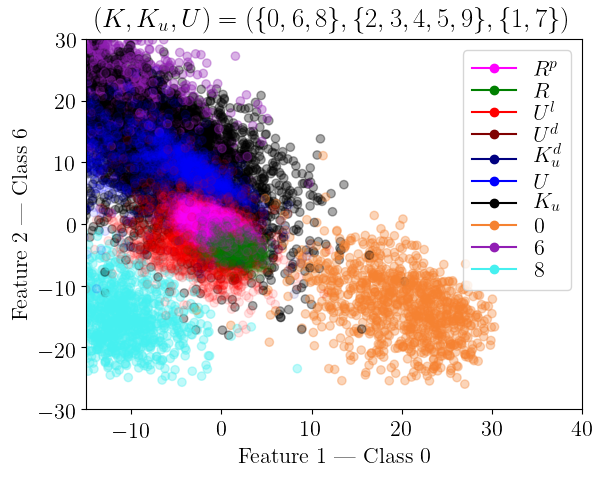 (K, K_u, U) = ({0, 6, 8}, {2, 3, 4, 5, 9}, {1, 7})
30
20
10
0
−10
−20
−30
Feature 2 — Class 6
R^p
R
U^l
U^d
K_u^d
U
K_u
0
6
8
−10
0
10
20
30
40
Feature 1 — Class 0